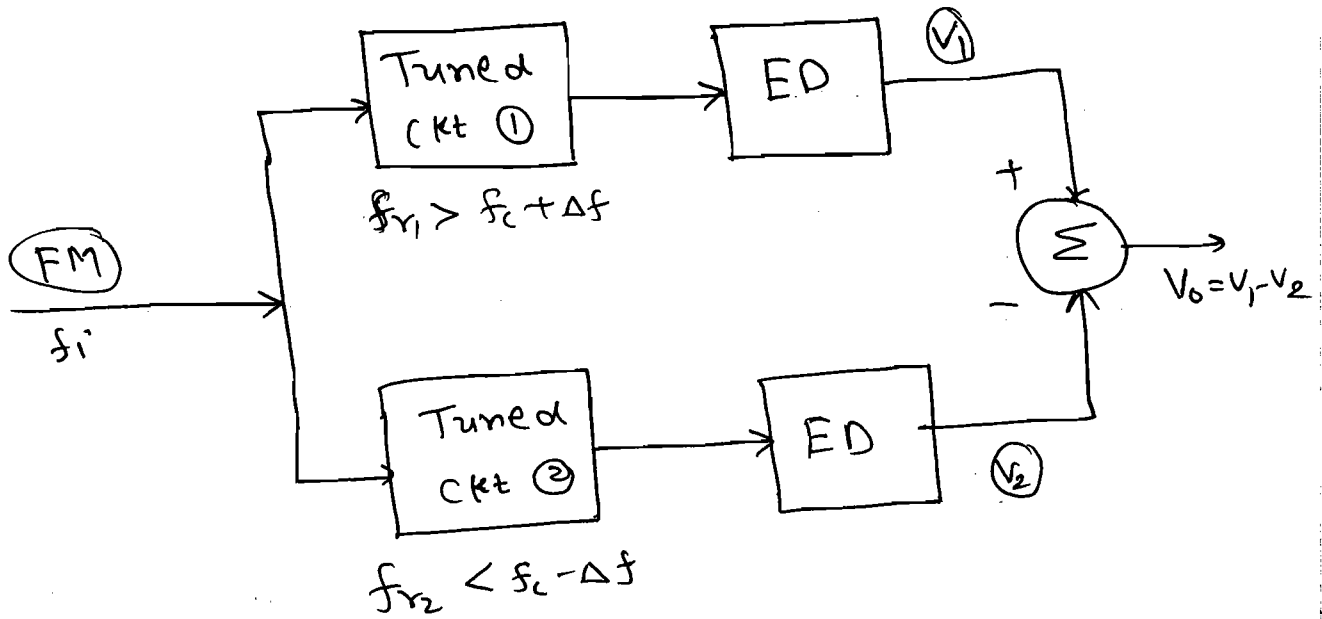 Tuned
Ckt ①
ED
V₁
fr₁ > fc + Δf
+
FM
fi
Σ
V₀ = V₁ - V₂
−
Tuned
Ckt ②
ED
V₂
fr₂ < fc - Δf